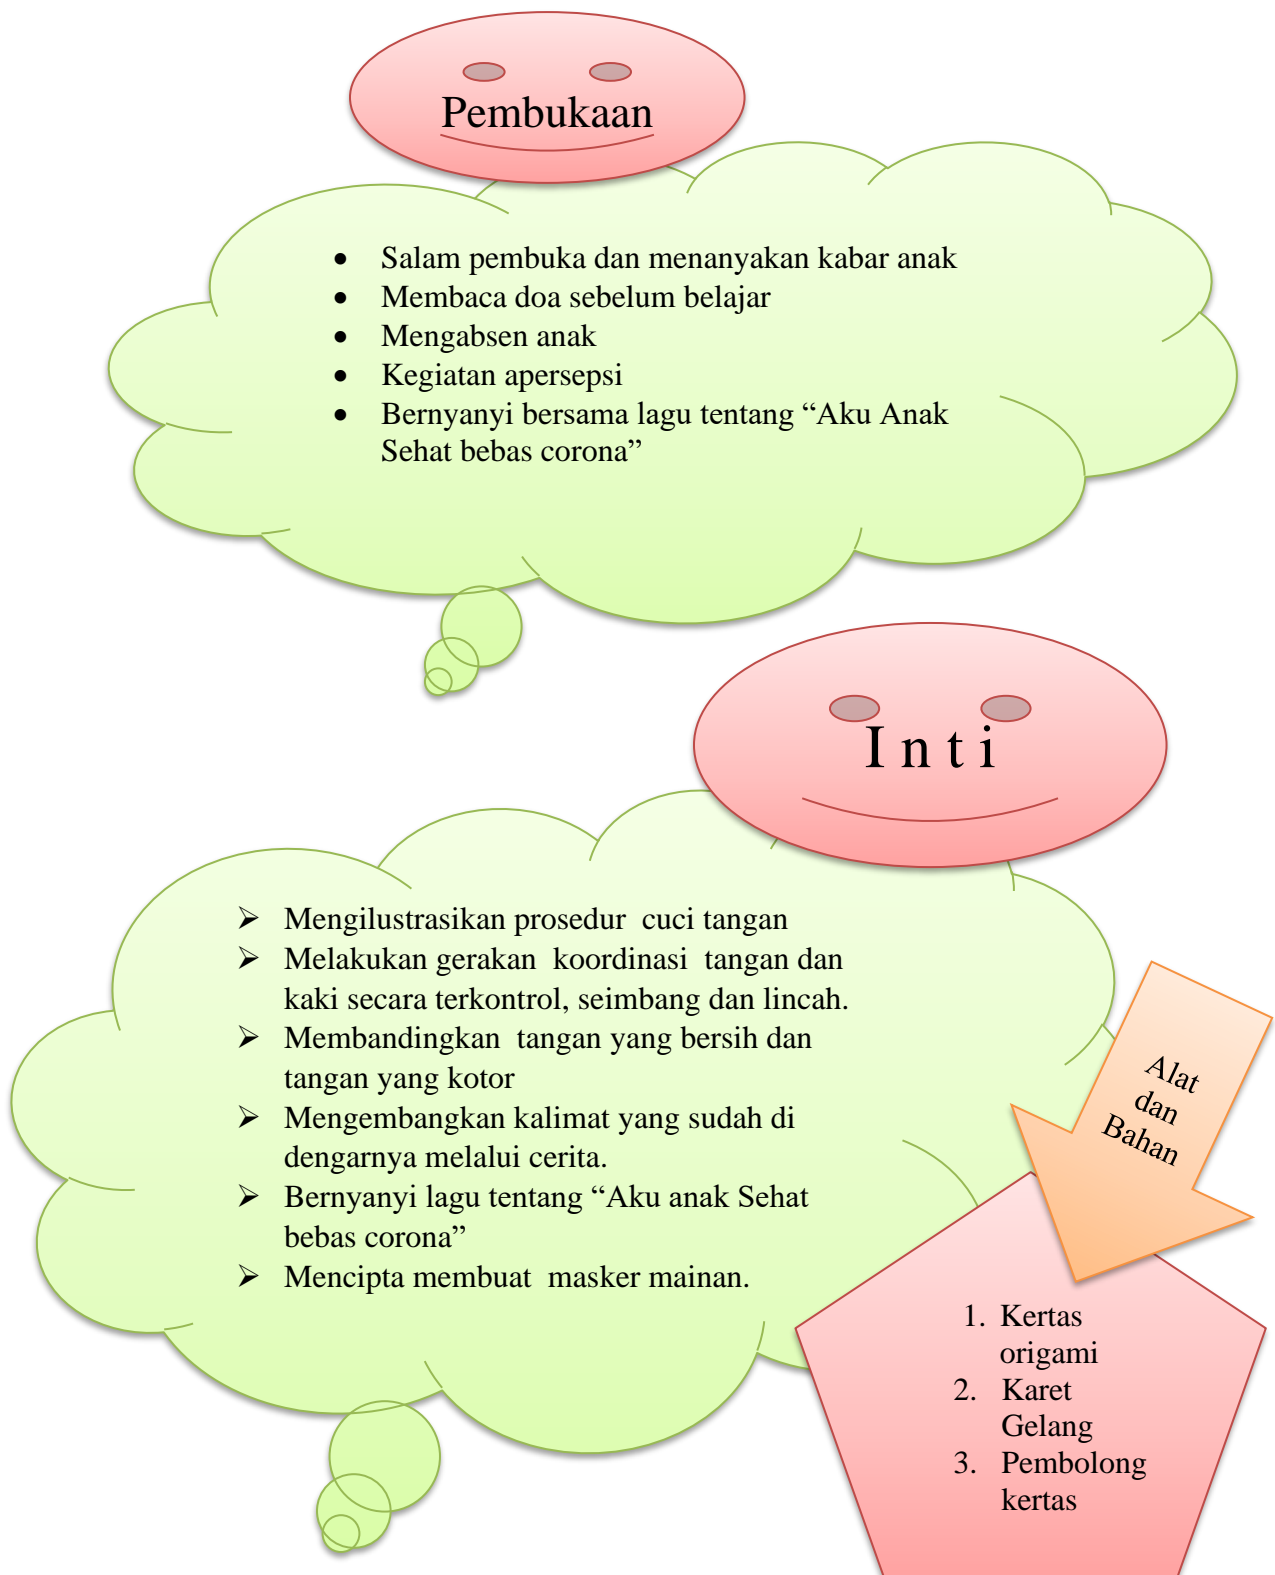 Pembukaan
• Salam pembuka dan menanyakan kabar anak
• Membaca doa sebelum belajar
• Mengabsen anak
• Kegiatan apersepsi
• Bernyanyi bersama lagu tentang “Aku Anak
Sehat bebas corona”
I n t i
➢ Mengilustrasikan prosedur cuci tangan
➢ Melakukan gerakan koordinasi tangan dan
kaki secara terkontrol, seimbang dan lincah.
➢ Membandingkan tangan yang bersih dan
tangan yang kotor
➢ Mengembangkan kalimat yang sudah di
dengarnya melalui cerita.
➢ Bernyanyi lagu tentang “Aku anak Sehat
bebas corona”
➢ Mencipta membuat masker mainan.
Alat
dan
Bahan
1. Kertas
origami
2. Karet
Gelang
3. Pembolong
kertas